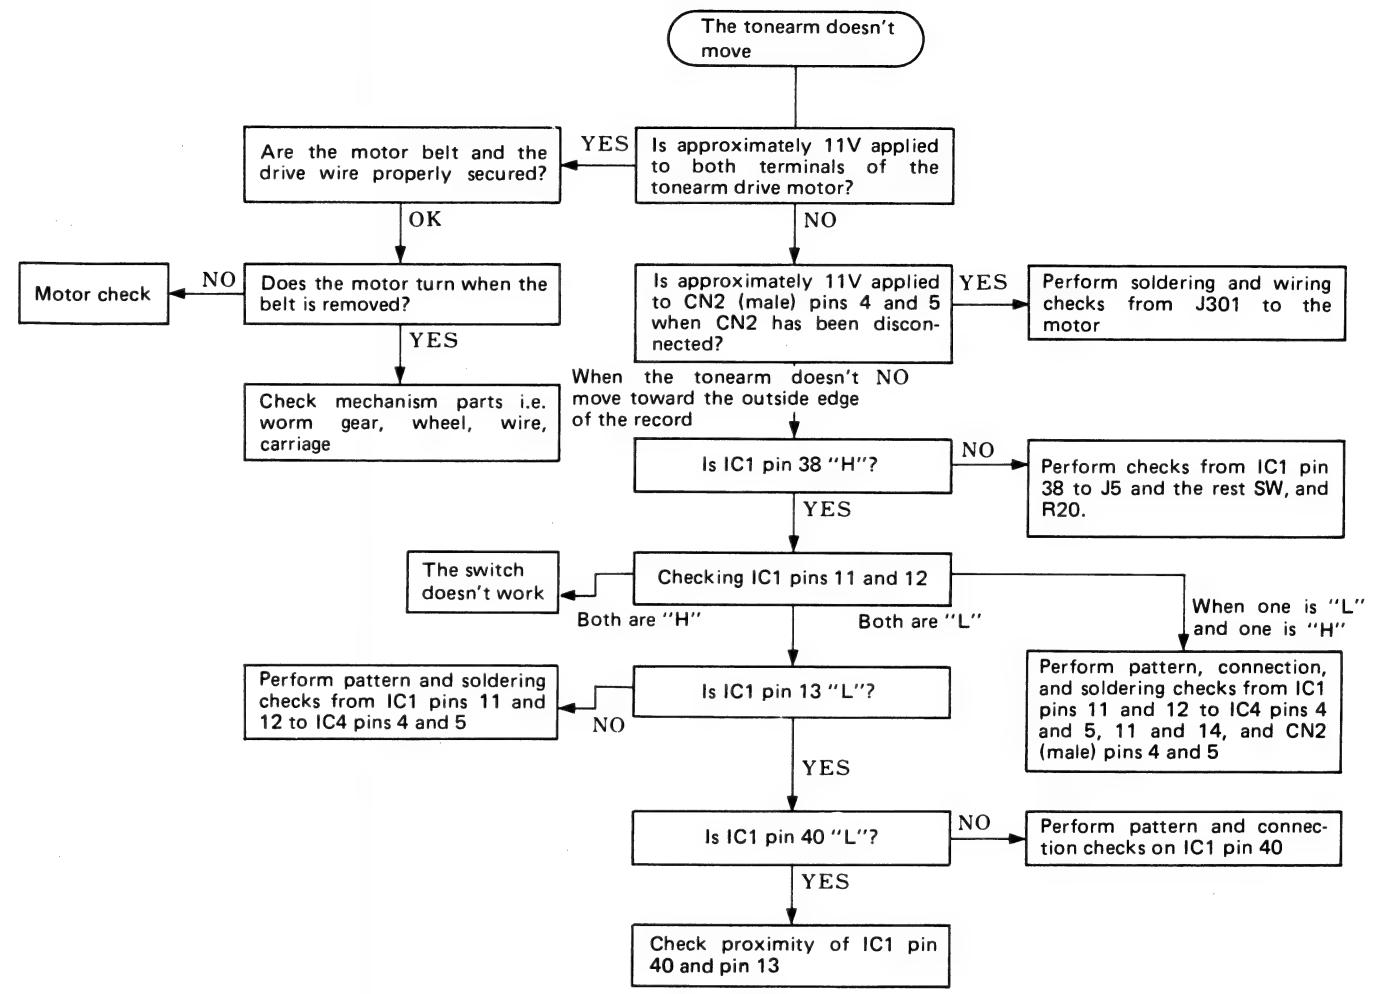 The tonearm doesn't
move
Is approximately 11V applied
to both terminals of the
tonearm drive motor?
YES
Are the motor belt and the
drive wire properly secured?
OK
NO
Does the motor turn when the
belt is removed?
NO
Motor check
YES
Check mechanism parts i.e.
worm gear, wheel, wire,
carriage
Is approximately 11V applied
to CN2 (male) pins 4 and 5
when CN2 has been discon-
nected?
YES
Perform soldering and wiring
checks from J301 to the
motor
When the tonearm doesn't
move toward the outside edge
of the record
NO
Is IC1 pin 38 "H"?
NO
Perform checks from IC1 pin
38 to J5 and the rest SW, and
R20.
YES
Checking IC1 pins 11 and 12
The switch
doesn't work
Both are "H"
Both are "L"
When one is "L"
and one is "H"
Perform pattern, connection,
and soldering checks from IC1
pins 11 and 12 to IC4 pins 4
and 5, 11 and 14, and CN2
(male) pins 4 and 5
Is IC1 pin 13 "L"?
NO
Perform pattern and soldering
checks from IC1 pins 11 and
12 to IC4 pins 4 and 5
YES
Is IC1 pin 40 "L"?
NO
Perform pattern and connec-
tion checks on IC1 pin 40
YES
Check proximity of IC1 pin
40 and pin 13